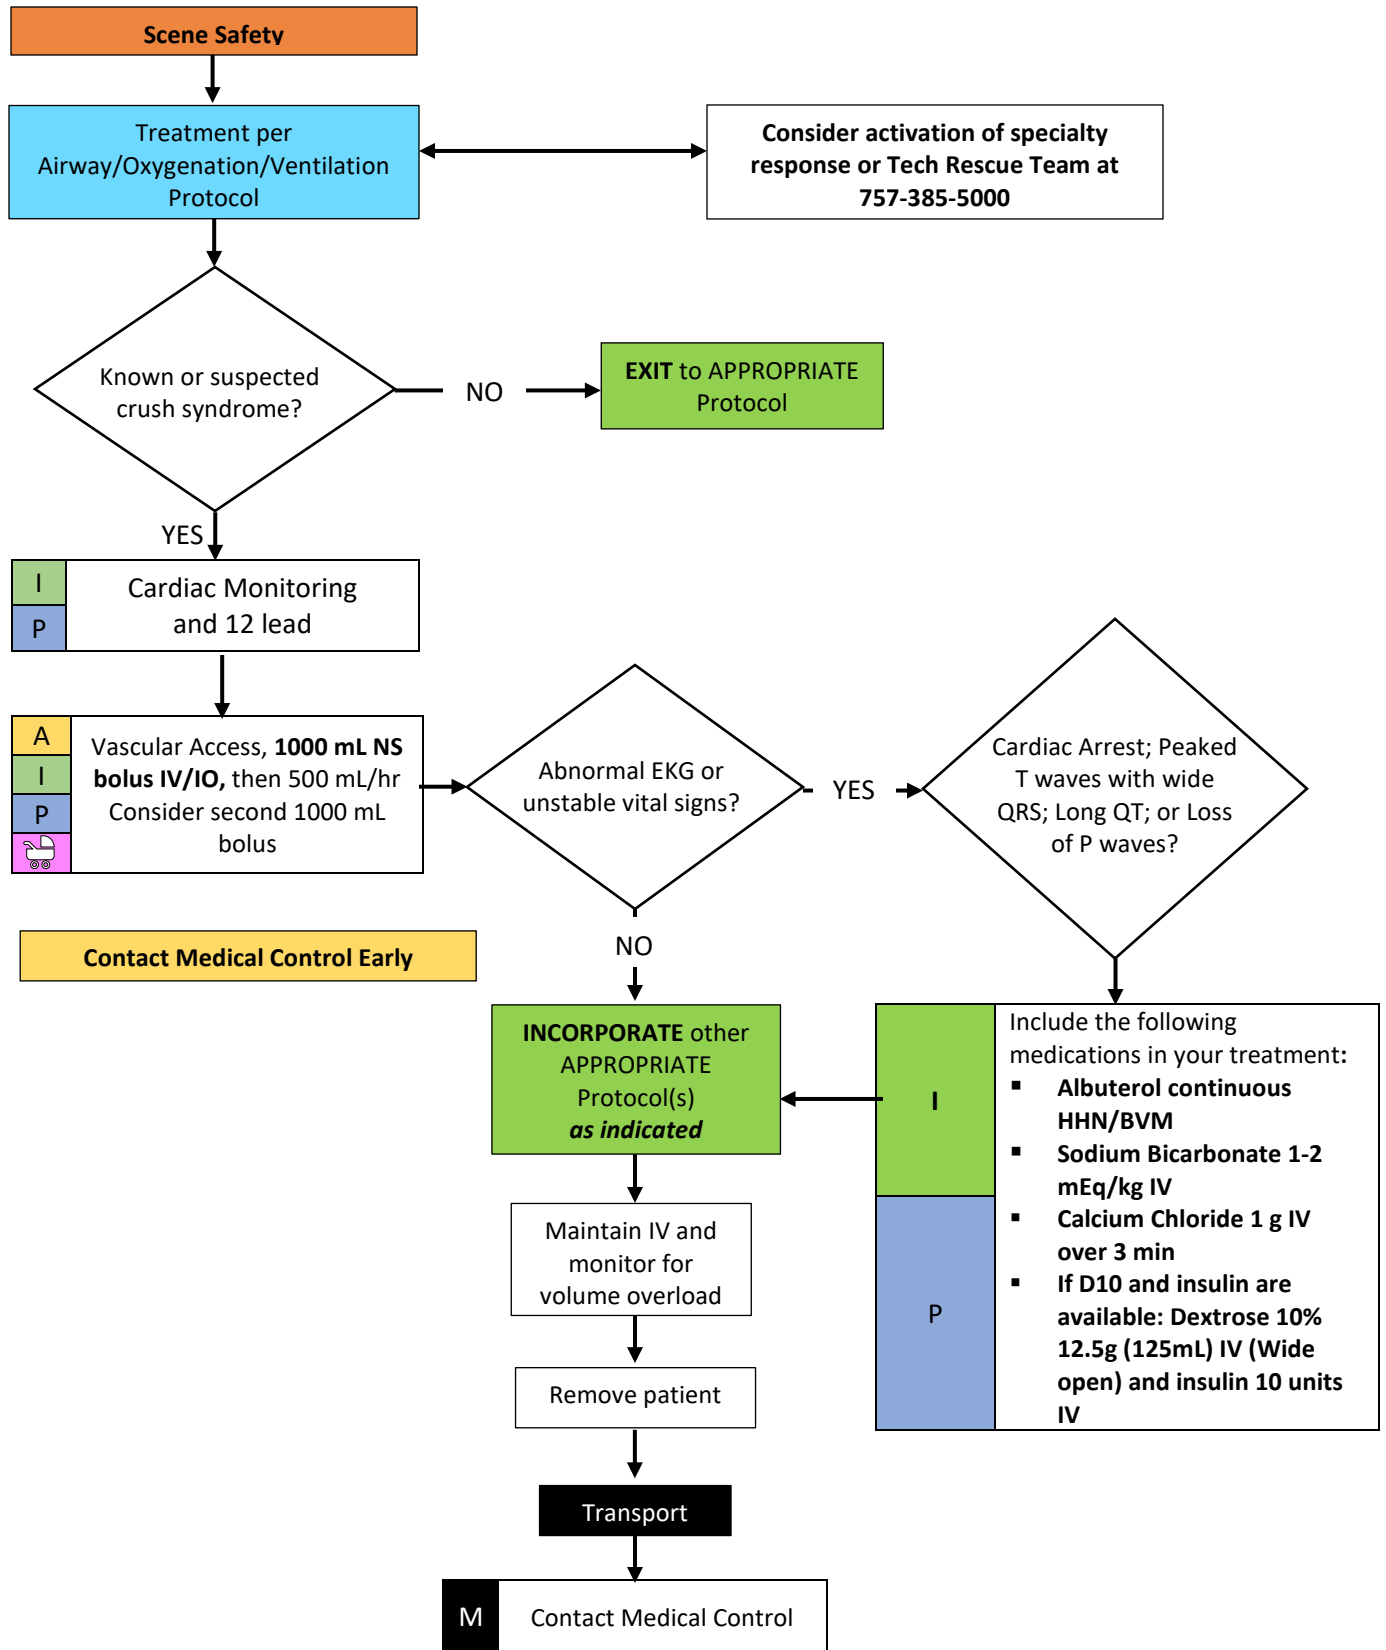 Scene Safety
Treatment per
Airway/Oxygenation/Ventilation
Protocol
Consider activation of specialty
response or Tech Rescue Team at
757-385-5000
Known or suspected
crush syndrome?
NO
EXIT to APPROPRIATE
Protocol
YES
I
P
Cardiac Monitoring
and 12 lead
A
I
P
Vascular Access, 1000 mL NS
bolus IV/IO, then 500 mL/hr
Consider second 1000 mL
bolus
Abnormal EKG or
unstable vital signs?
YES
Cardiac Arrest; Peaked
T waves with wide
QRS; Long QT; or Loss
of P waves?
Contact Medical Control Early
NO
INCORPORATE other
APPROPRIATE
Protocol(s)
as indicated
I
P
Include the following
medications in your treatment:
▪ Albuterol continuous
HHN/BVM
▪ Sodium Bicarbonate 1-2
mEq/kg IV
▪ Calcium Chloride 1 g IV
over 3 min
▪ If D10 and insulin are
available: Dextrose 10%
12.5g (125mL) IV (Wide
open) and insulin 10 units
IV
Maintain IV and
monitor for
volume overload
Remove patient
Transport
M
Contact Medical Control